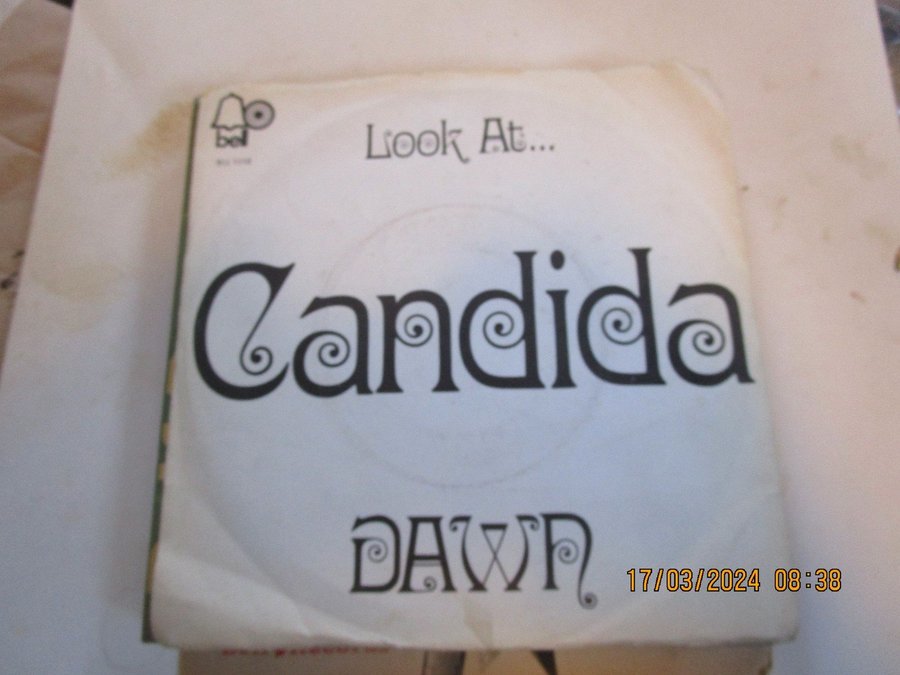 bell
Look At...
Candida
DAWN
17/03/2024 08:38